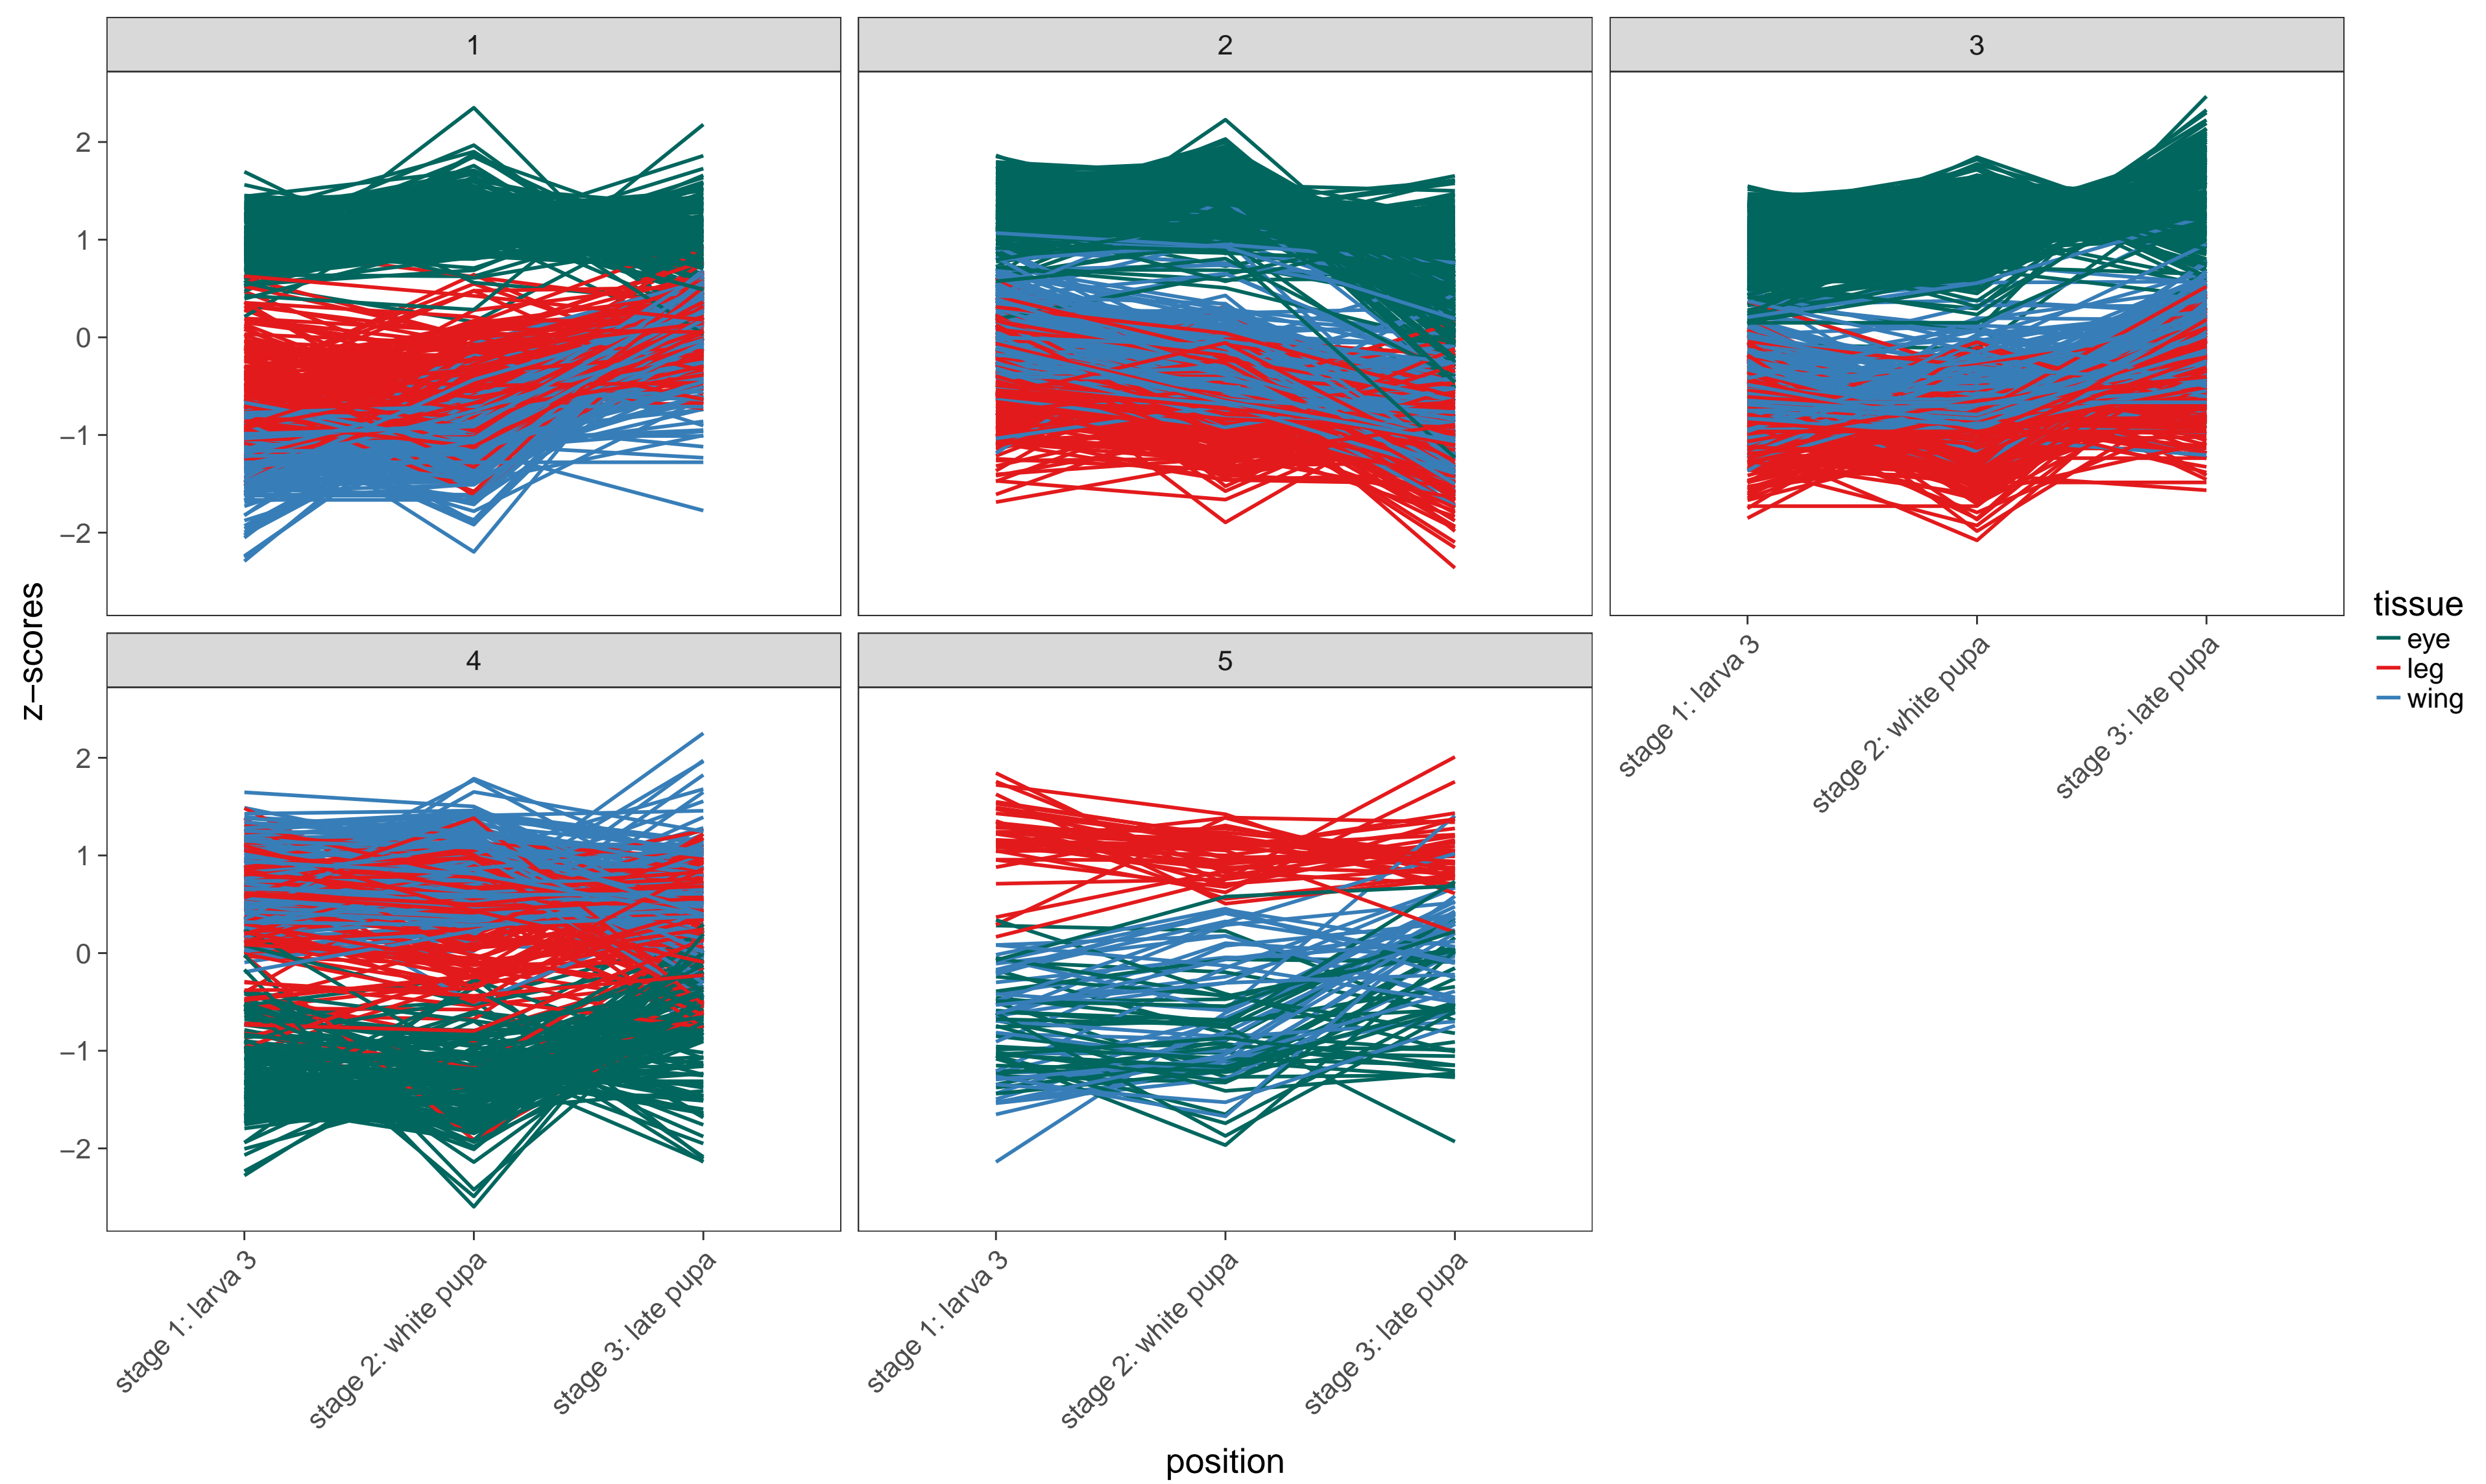 1
2
3
2
1
0
−1
−2
z−scores
tissue
eye
leg
wing
stage 1: larva 3
stage 2: white pupa
stage 3: late pupa
4
5
2
1
0
−1
−2
stage 1: larva 3
stage 2: white pupa
stage 3: late pupa
stage 1: larva 3
stage 2: white pupa
stage 3: late pupa
position